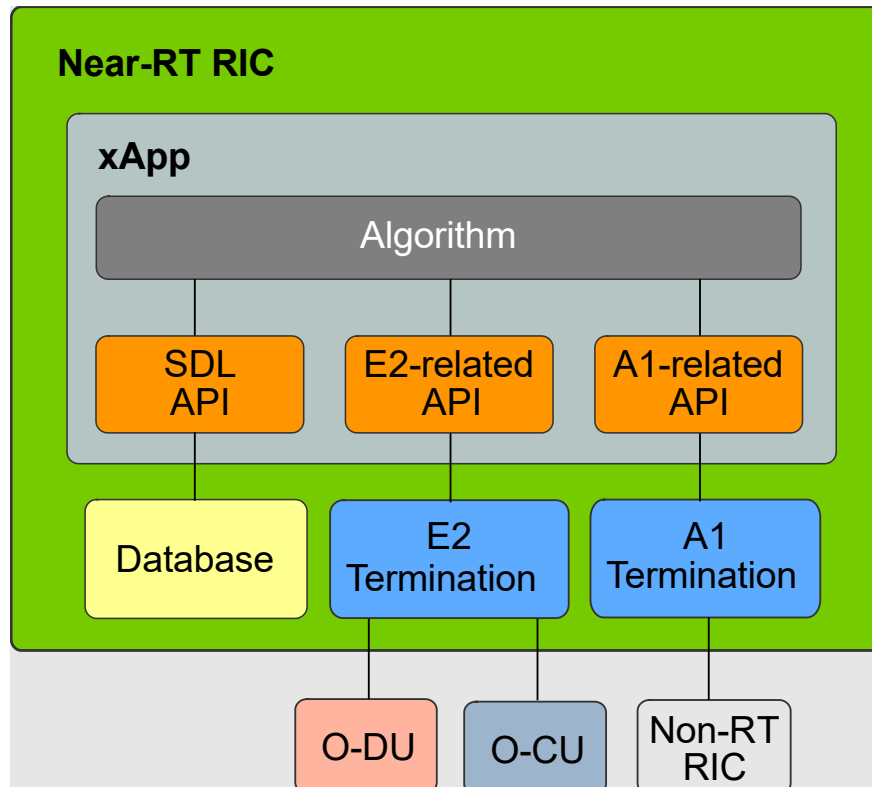 Near-RT RIC
xApp
Algorithm
SDL
API
E2-related
API
A1-related
API
Database
E2
Termination
A1
Termination
O-DU
O-CU
Non-RT
RIC